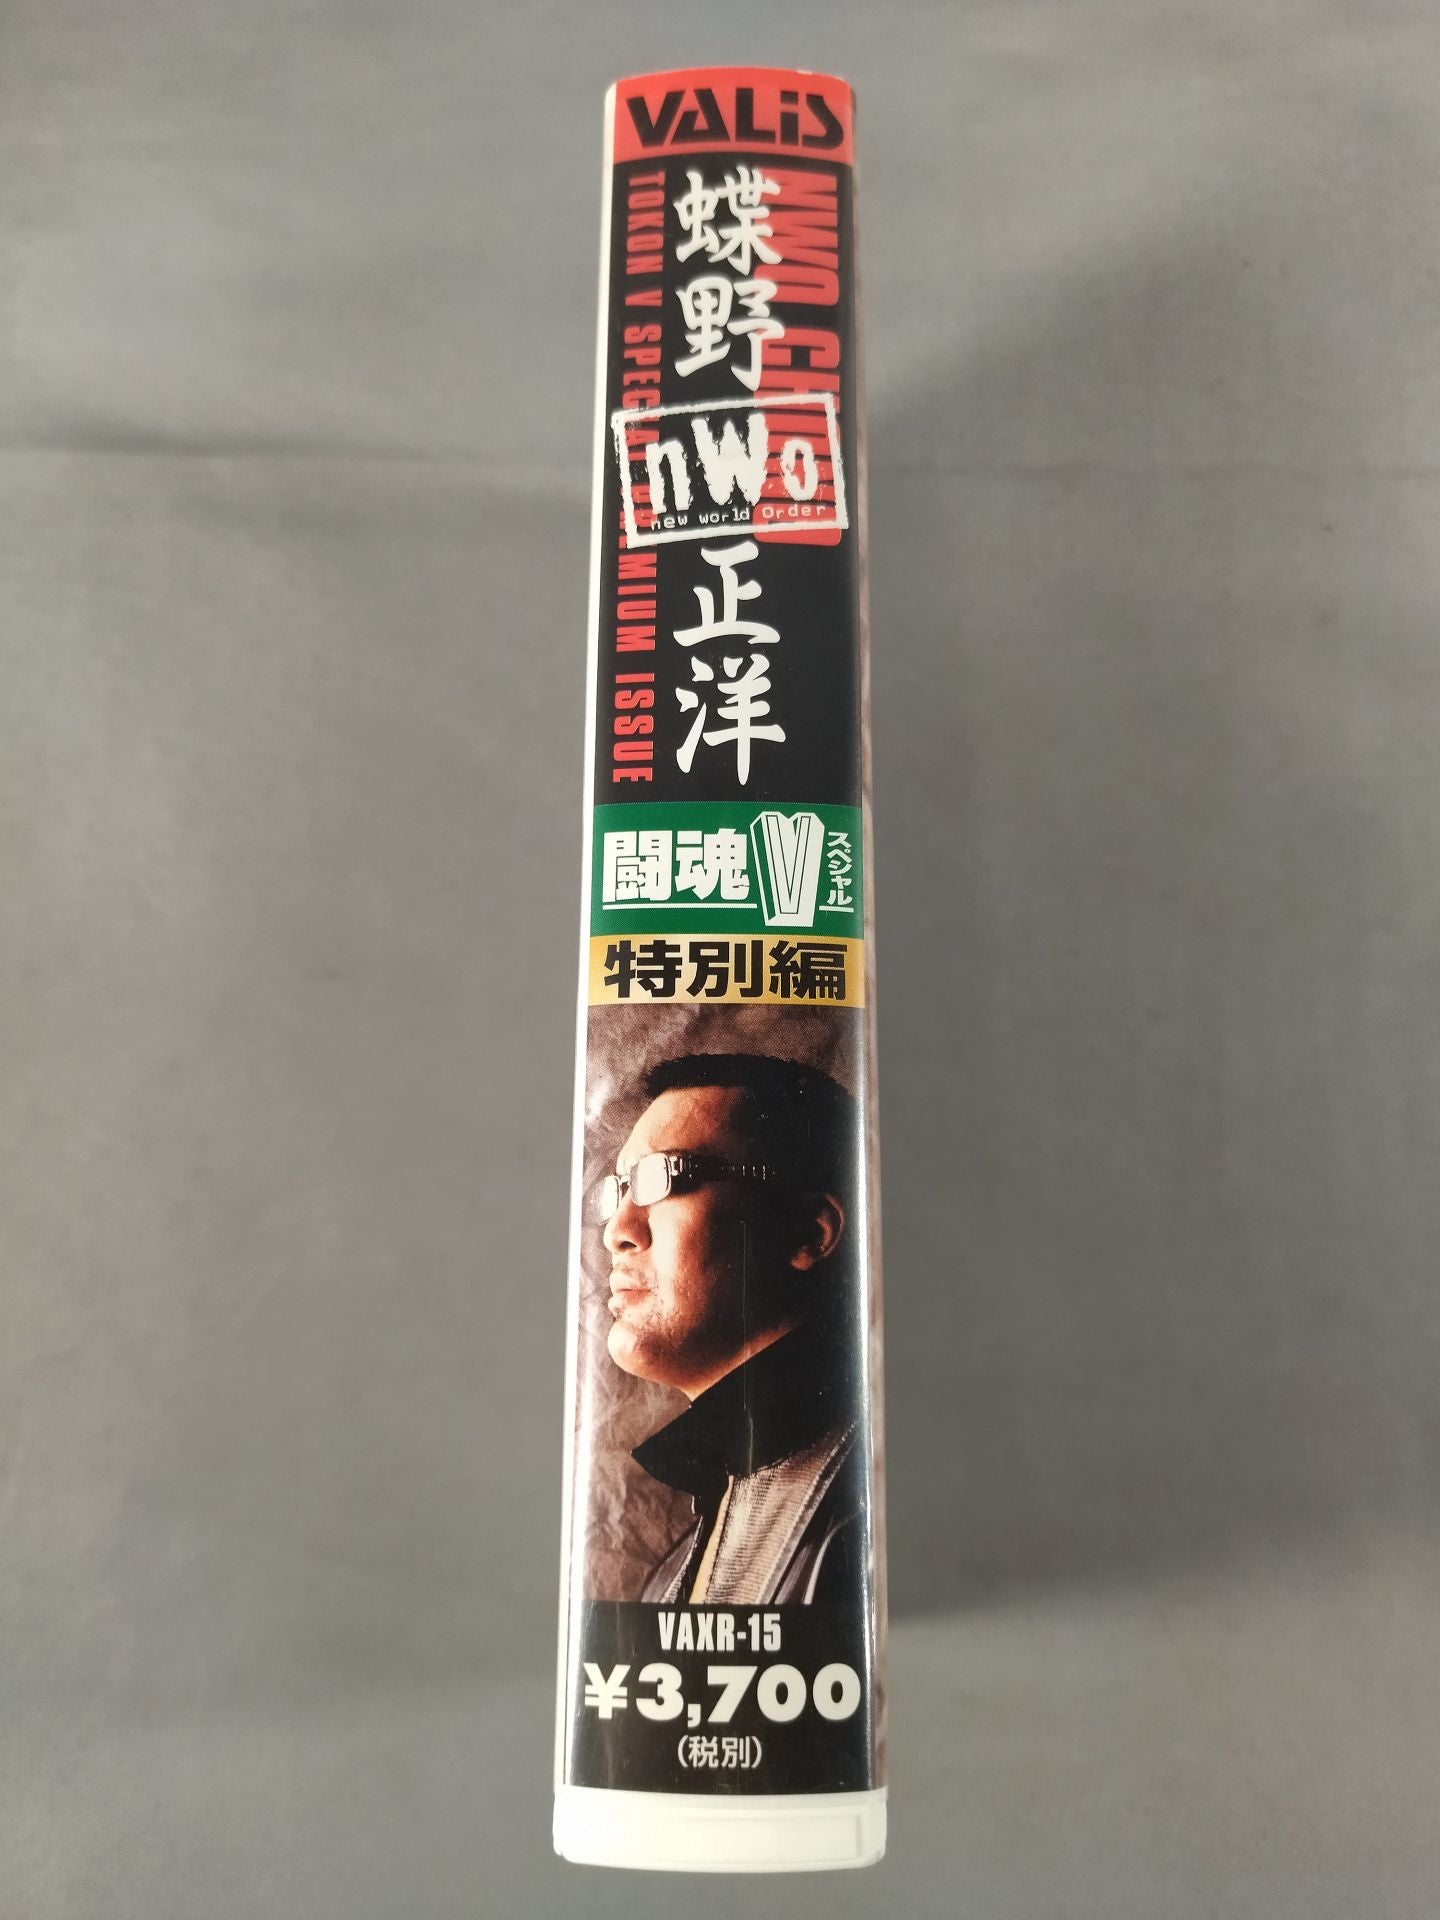 VALiS
NWO CHONO
蝶野
nWo
new world order
正洋
TOKON V SPECIAL PREMIUM ISSUE
闘魂V
スペシャル
特別編
VAXR-15
¥3,700
(税別)